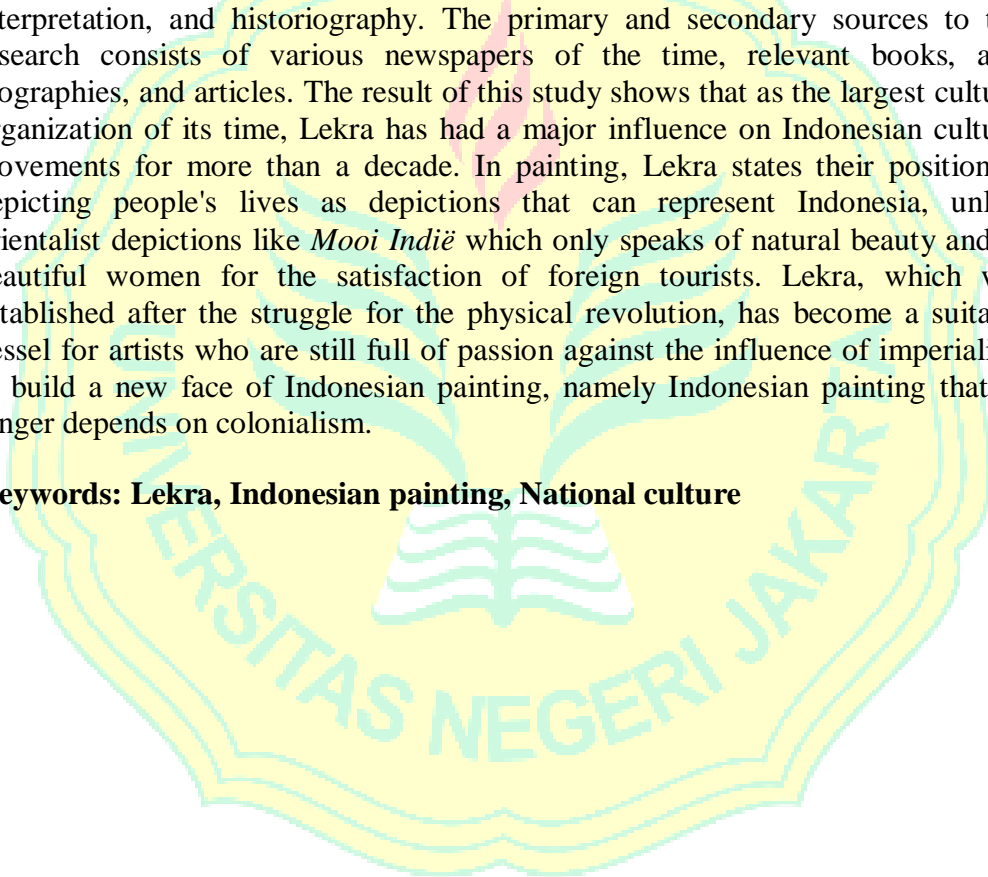 terpretation, and historiography. The primary and secondary sources to t
search consists of various newspapers of the time, relevant books, a
ographies, and articles. The result of this study shows that as the largest cultu
rganization of its time, Lekra has had a major influence on Indonesian cultu
ovements for more than a decade. In painting, Lekra states their position
epicting people's lives as depictions that can represent Indonesia, unl
rientalist depictions like Mooi Indië which only speaks of natural beauty and
eautiful women for the satisfaction of foreign tourists. Lekra, which w
stablished after the struggle for the physical revolution, has become a suita
essel for artists who are still full of passion against the influence of imperiali
build a new face of Indonesian painting, namely Indonesian painting that
nger depends on colonialism.
eywords: Lekra, Indonesian painting, National culture
UNIVERSITAS NEGERI JAKARTA